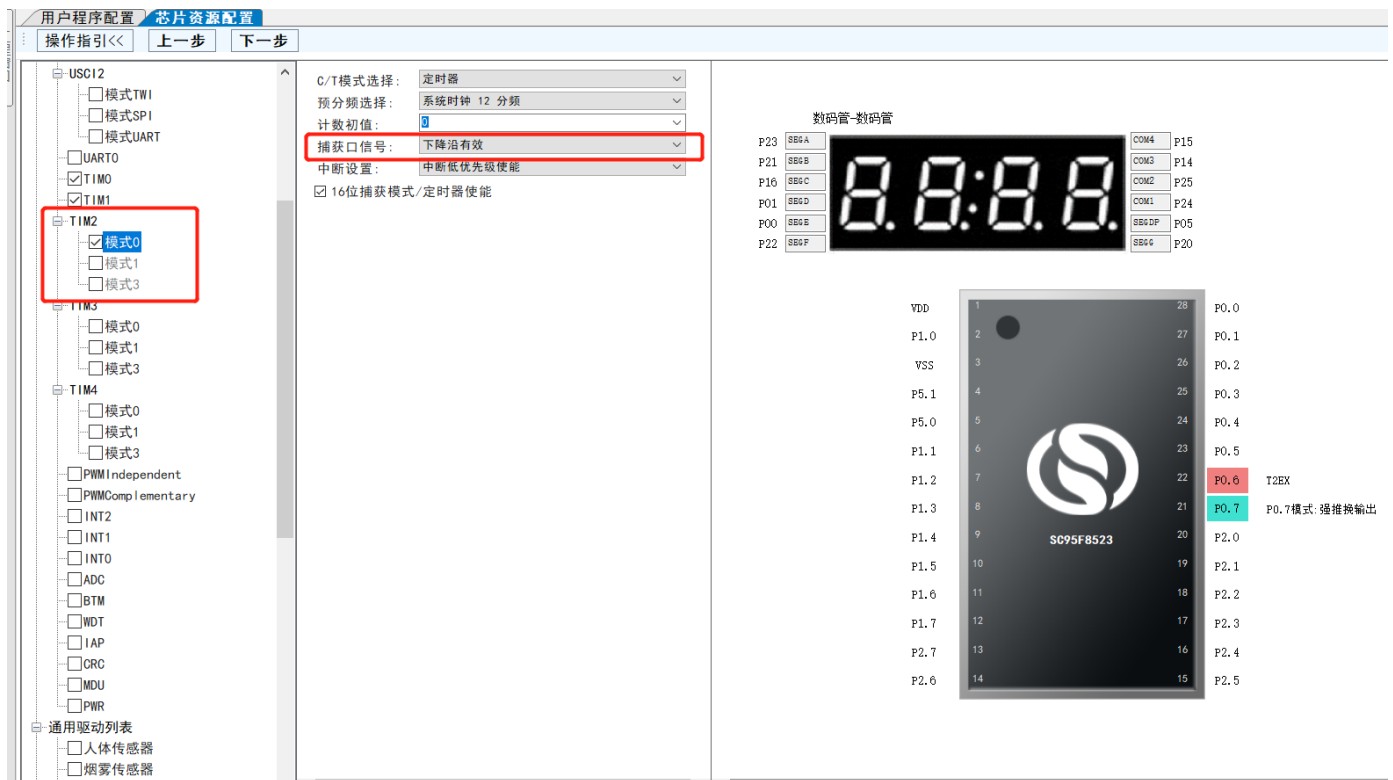 用户程序配置 芯片资源配置
操作指引<< 上一步 下一步
USCI2
模式TWI
模式SPI
模式UART
UART0
TIM0
TIM1
TIM2
模式0
模式1
模式3
TIM3
模式0
模式1
模式3
TIM4
模式0
模式1
模式3
PWMIndependent
PWMComplementary
INT2
INT1
INT0
ADC
BTM
WDT
IAP
CRC
MDU
PWR
通用驱动列表
人体传感器
烟雾传感器
C/T模式选择: 定时器
预分频选择: 系统时钟 12 分频
计数初值: 0
捕获口信号: 下降沿有效
中断设置: 中断低优先级使能
16位捕获模式/定时器使能
数码管-数码管
P23 SEGA COM4 P15
P21 SEGB COM3 P14
P16 SEGC COM2 P25
P01 SEGD COM1 P24
P00 SEGE SEGDP P05
P22 SEGF SEGG P20
VDD 1 28 P0.0
P1.0 2 27 P0.1
VSS 3 26 P0.2
P5.1 4 25 P0.3
P5.0 5 24 P0.4
P1.1 6 23 P0.5
P1.2 7 22 P0.6 T2EX
P1.3 8 21 P0.7 P0.7模式:强推换输出
P1.4 9 SC95F8523 20 P2.0
P1.5 10 19 P2.1
P1.6 11 18 P2.2
P1.7 12 17 P2.3
P2.7 13 16 P2.4
P2.6 14 15 P2.5